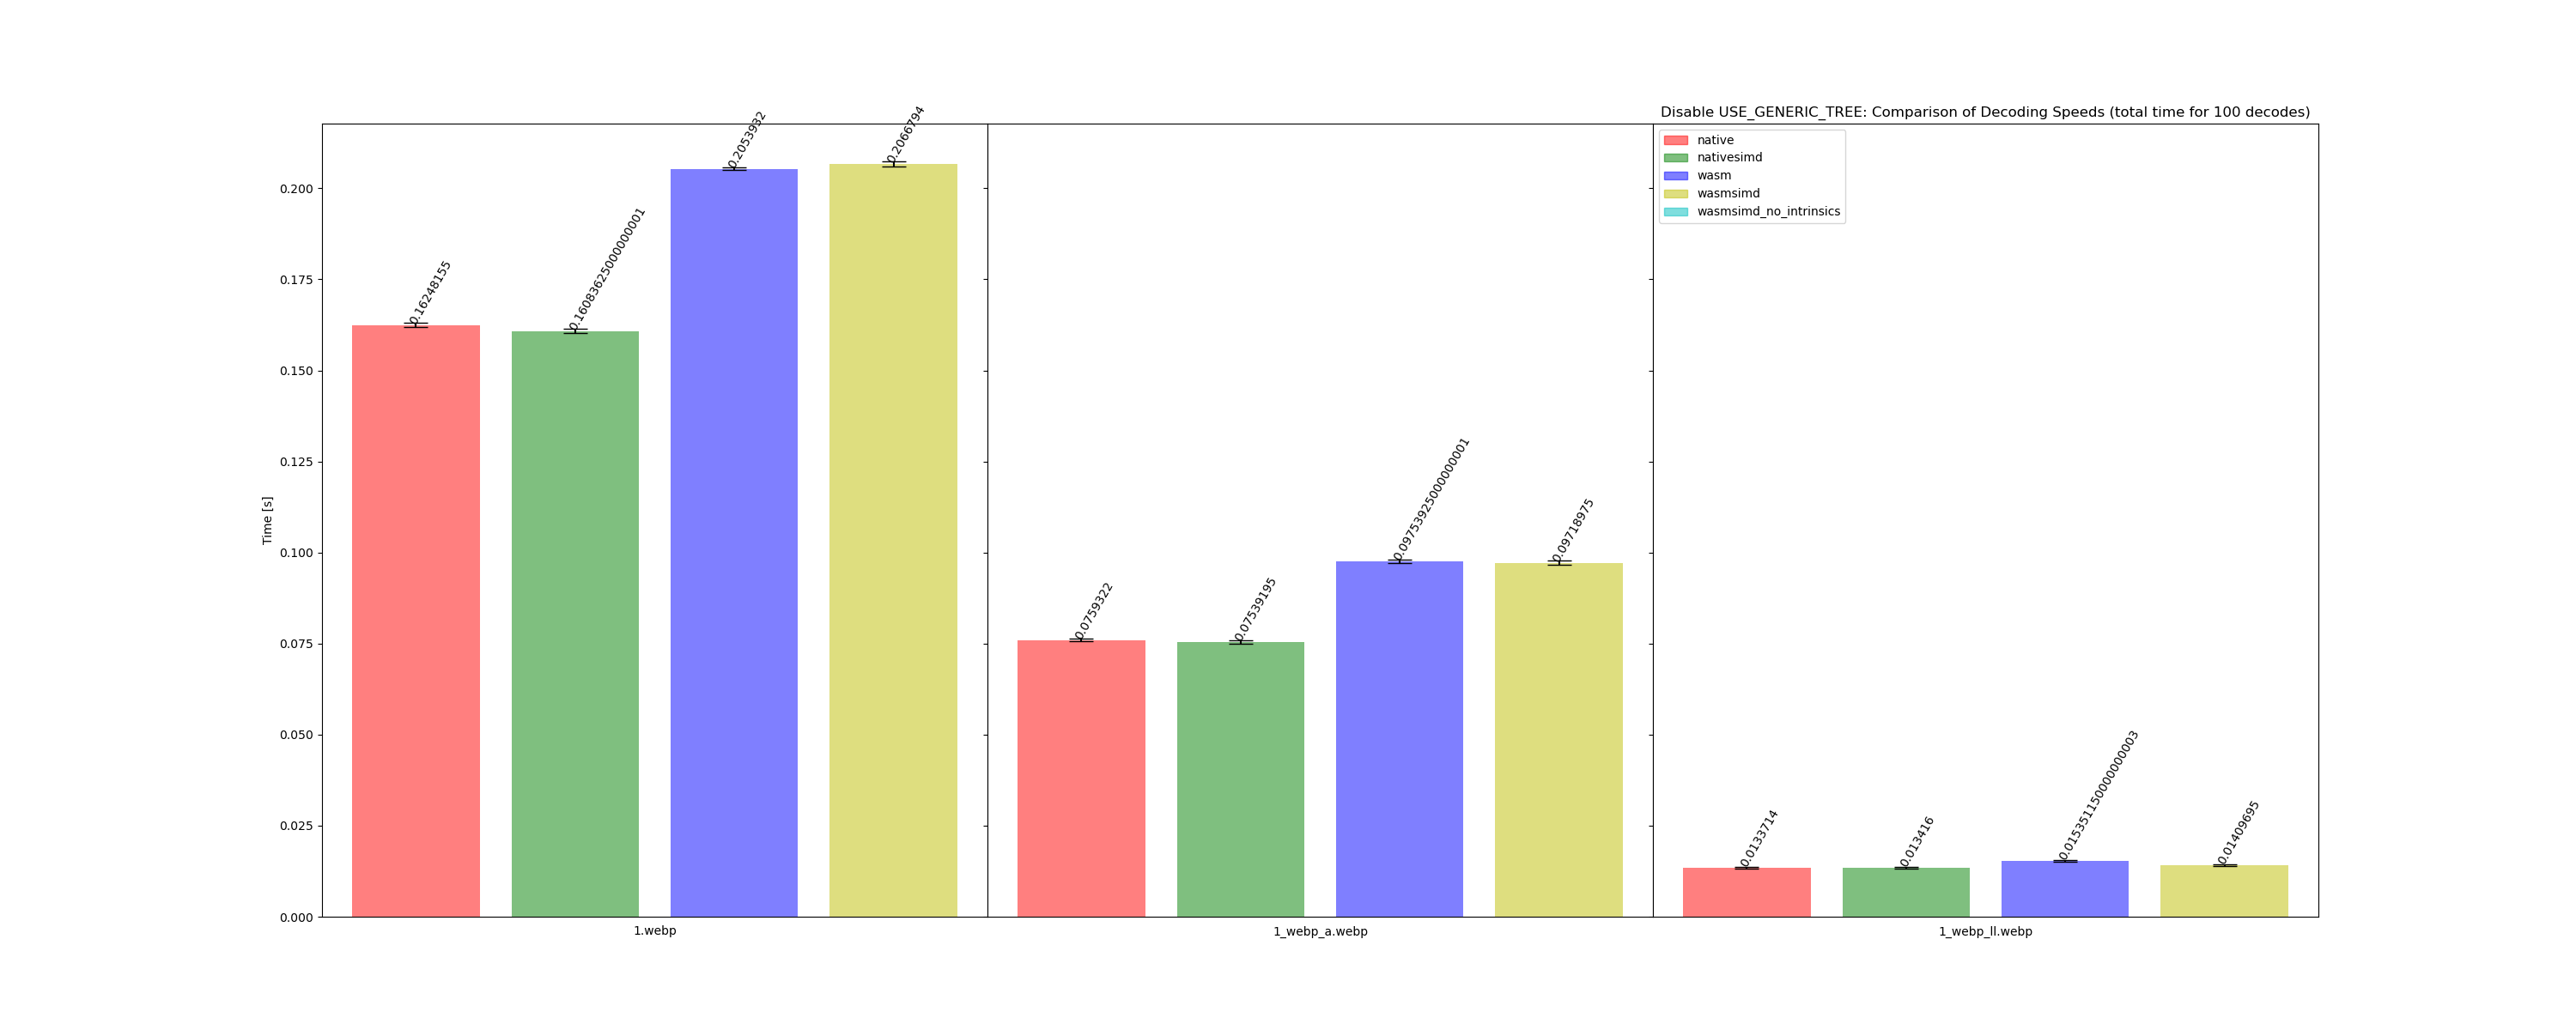 Disable USE_GENERIC_TREE: Comparison of Decoding Speeds (total time for 100 decodes)
native
nativesimd
wasm
wasmsimd
wasmsimd_no_intrinsics
Time [s]
0.200
0.175
0.150
0.125
0.100
0.075
0.050
0.025
0.000
0.16248155
0.16083625000000001
0.2053932
0.2066794
0.0759322
0.07539195
0.09753925000000001
0.09718975
0.0133714
0.013416
0.015351150000000003
0.01409695
1.webp
1_webp_a.webp
1_webp_ll.webp